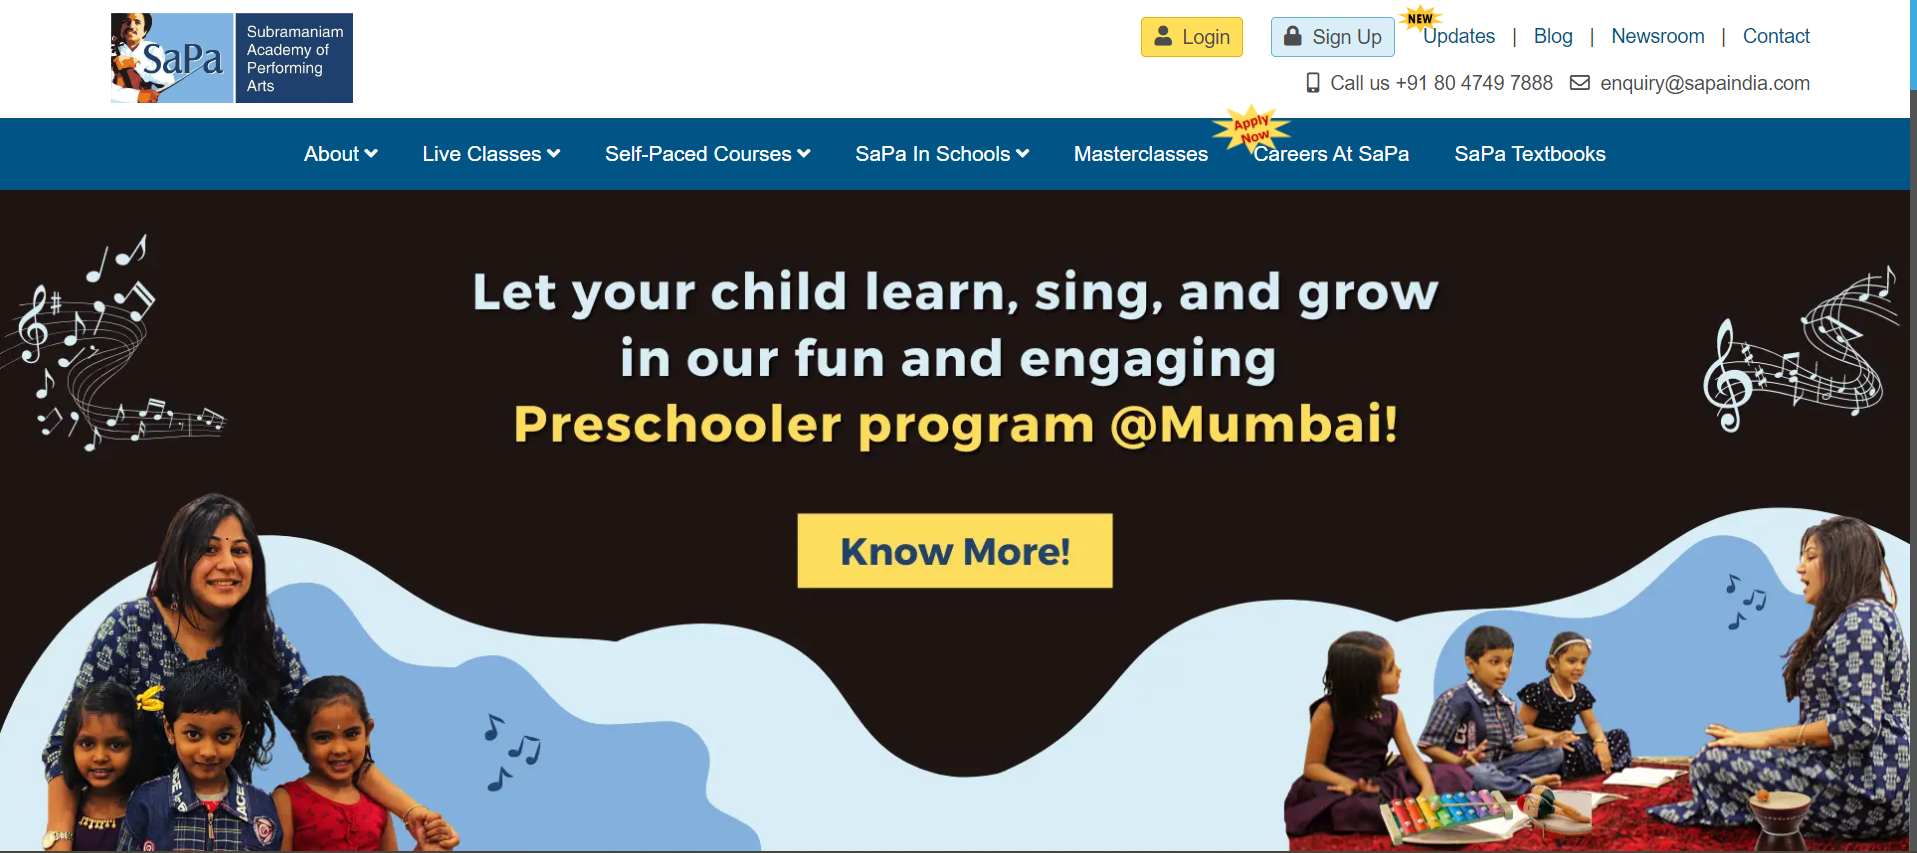 SaPa
Subramaniam
Academy of
Performing
Arts
Login
Sign Up
NEW
Updates | Blog | Newsroom | Contact
Call us +91 80 4749 7888 enquiry@sapaindia.com
About
Live Classes
Self-Paced Courses
SaPa In Schools
Masterclasses
Apply
Now
Careers At SaPa
SaPa Textbooks
Let your child learn, sing, and grow
in our fun and engaging
Preschooler program @Mumbai!
Know More!